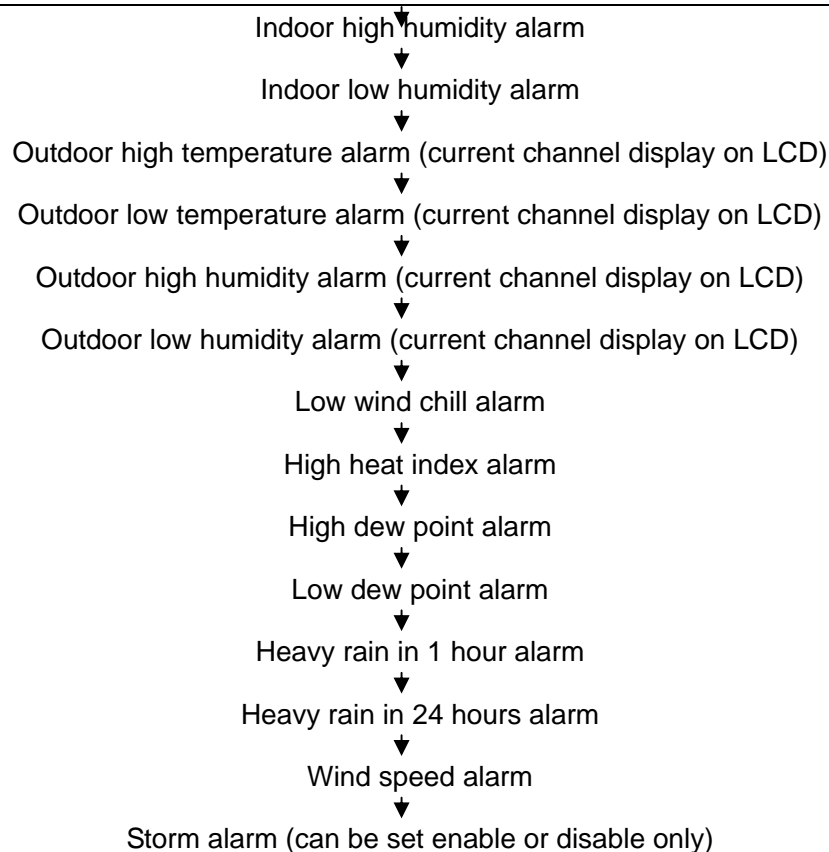 Indoor high humidity alarm
Indoor low humidity alarm
Outdoor high temperature alarm (current channel display on LCD)
Outdoor low temperature alarm (current channel display on LCD)
Outdoor high humidity alarm (current channel display on LCD)
Outdoor low humidity alarm (current channel display on LCD)
Low wind chill alarm
High heat index alarm
High dew point alarm
Low dew point alarm
Heavy rain in 1 hour alarm
Heavy rain in 24 hours alarm
Wind speed alarm
Storm alarm (can be set enable or disable only)